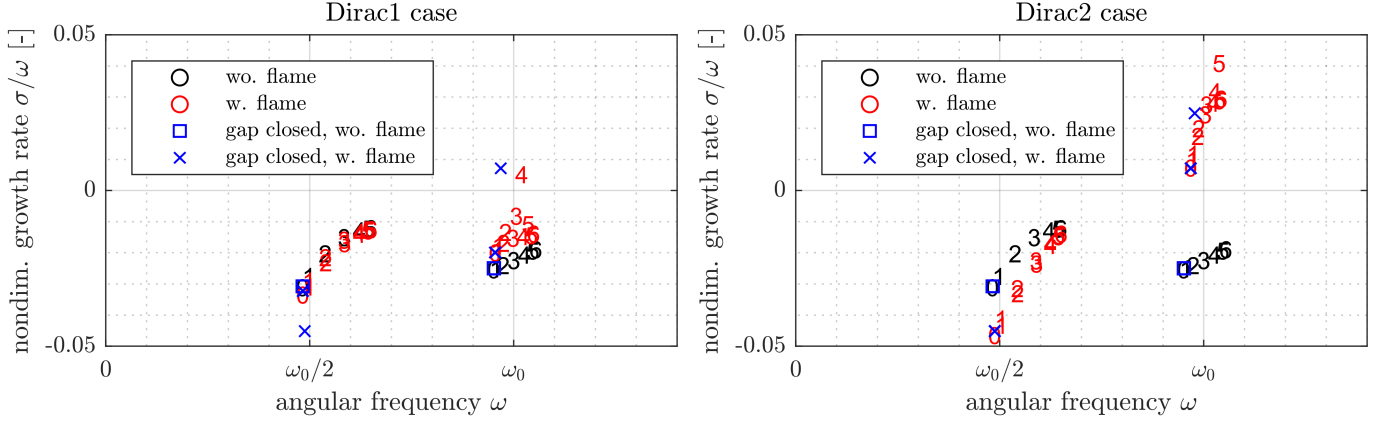 Dirac1 case
nondim. growth rate σ/ω [-]
0.05
0
-0.05
wo. flame
w. flame
gap closed, wo. flame
gap closed, w. flame
0
ω₀/2
ω₀
angular frequency ω
Dirac2 case
nondim. growth rate σ/ω [-]
0.05
0
-0.05
wo. flame
w. flame
gap closed, wo. flame
gap closed, w. flame
0
ω₀/2
ω₀
angular frequency ω